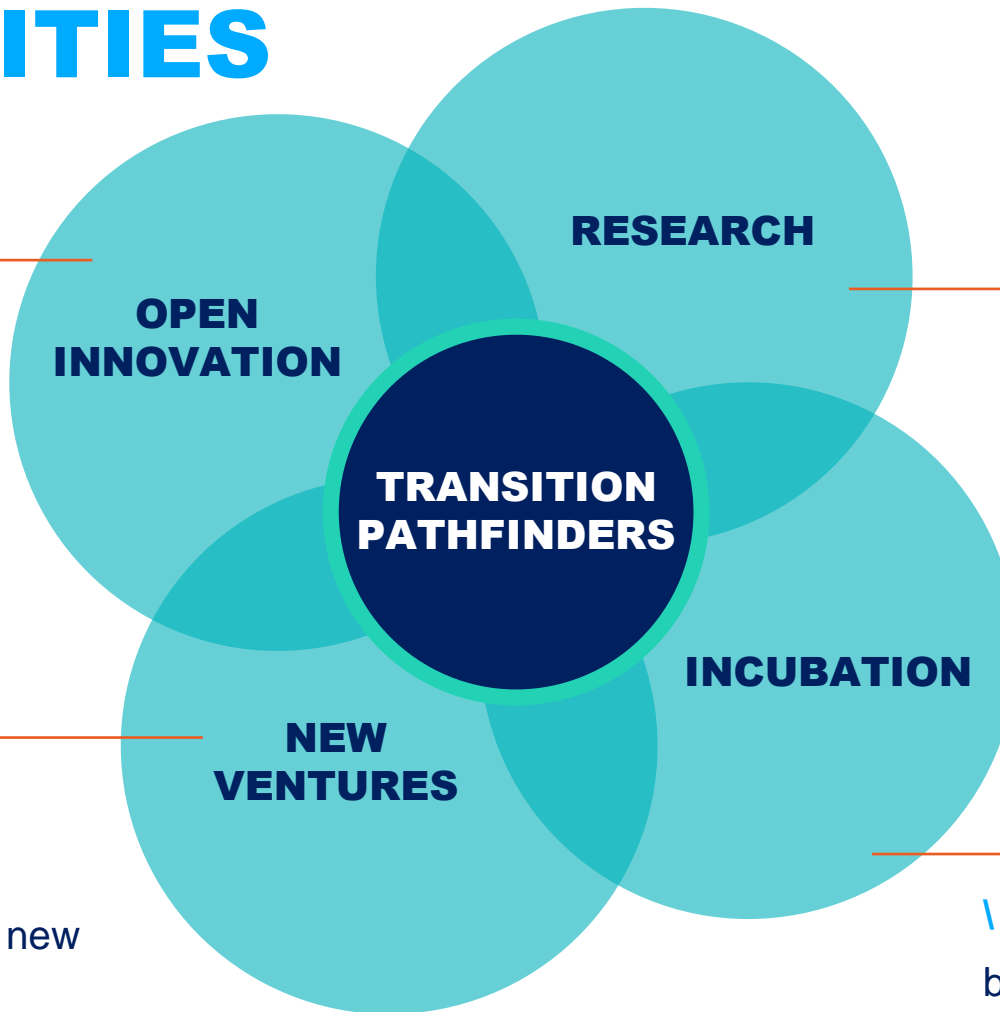 ITIES
RESEARCH
OPEN
INNOVATION
TRANSITION
PATHFINDERS
INCUBATION
NEW
VENTURES
new
\
b